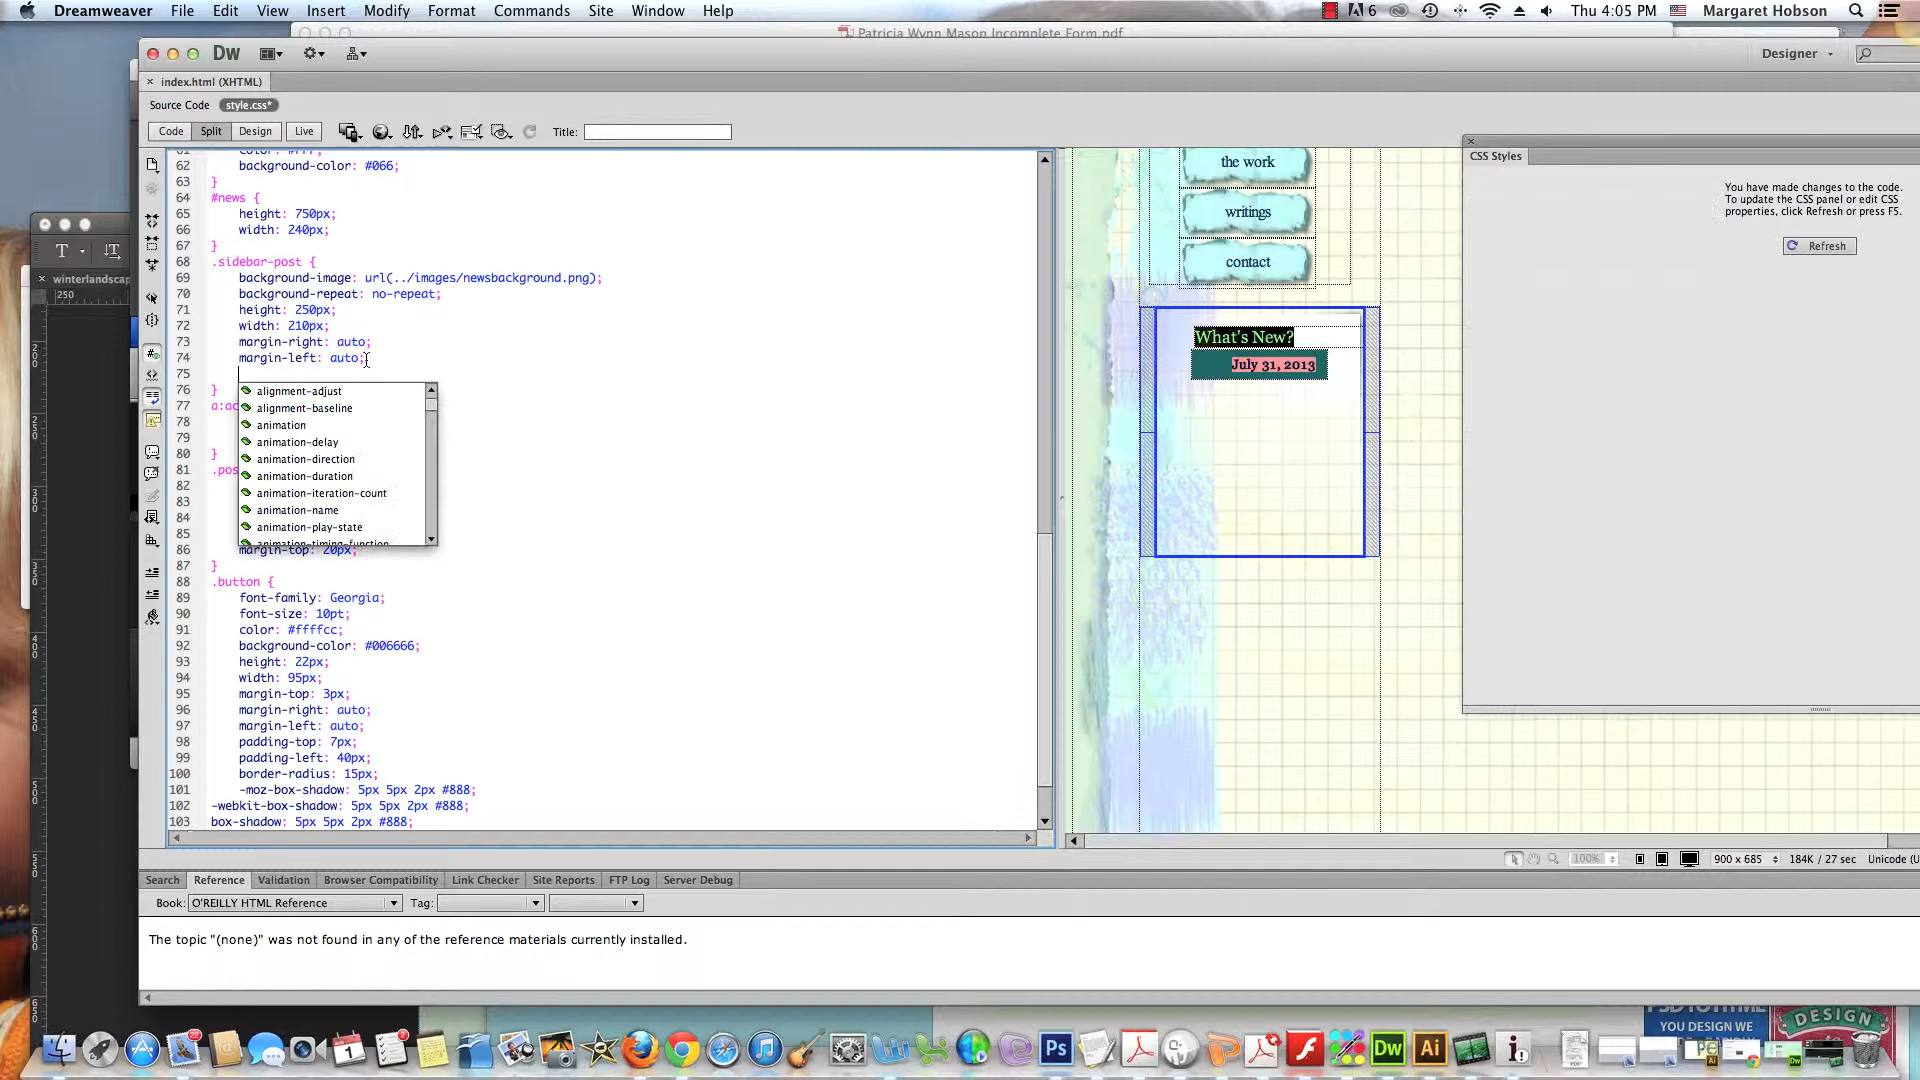 Dreamweaver File Edit View Insert Modify Format Commands Site Window Help
6 Thu 4:05 PM Margaret Hobson
Patricia Wynn Mason Incomplete Form.pdf
Dw Designer
index.html (XHTML)
Source Code style.css*
Code Split Design Live Title:
CSS Styles
You have made changes to the code.
To update the CSS panel or edit CSS
properties, click Refresh or press F5.
Refresh
62 background-color: #066;
63 }
64 #news {
65 height: 750px;
66 width: 240px;
67 }
68 .sidebar-post {
69 background-image: url(../images/newsbackground.png);
70 background-repeat: no-repeat;
71 height: 250px;
72 width: 210px;
73 margin-right: auto;
74 margin-left: auto;
75
76 }
77 a:ac
78
79
80 }
81 .pos
82
83
84
85
86 margin-top: 20px;
87 }
88 .button {
89 font-family: Georgia;
90 font-size: 10pt;
91 color: #ffffcc;
92 background-color: #006666;
93 height: 22px;
94 width: 95px;
95 margin-top: 3px;
96 margin-right: auto;
97 margin-left: auto;
98 padding-top: 7px;
99 padding-left: 40px;
100 border-radius: 15px;
101 -moz-box-shadow: 5px 5px 2px #888;
102 -webkit-box-shadow: 5px 5px 2px #888;
103 box-shadow: 5px 5px 2px #888;
alignment-adjust
alignment-baseline
animation
animation-delay
animation-direction
animation-duration
animation-iteration-count
animation-name
animation-play-state
animation-timing-function
the work
writings
contact
What's New?
July 31, 2013
T
winterlandscap
250
100% 900 x 685 184K / 27 sec Unicode (U
Search Reference Validation Browser Compatibility Link Checker Site Reports FTP Log Server Debug
Book: O'REILLY HTML Reference Tag:
The topic "(none)" was not found in any of the reference materials currently installed.
YOU DESIGN WE
DESIGN
22 1 2 Ps Dw Ai